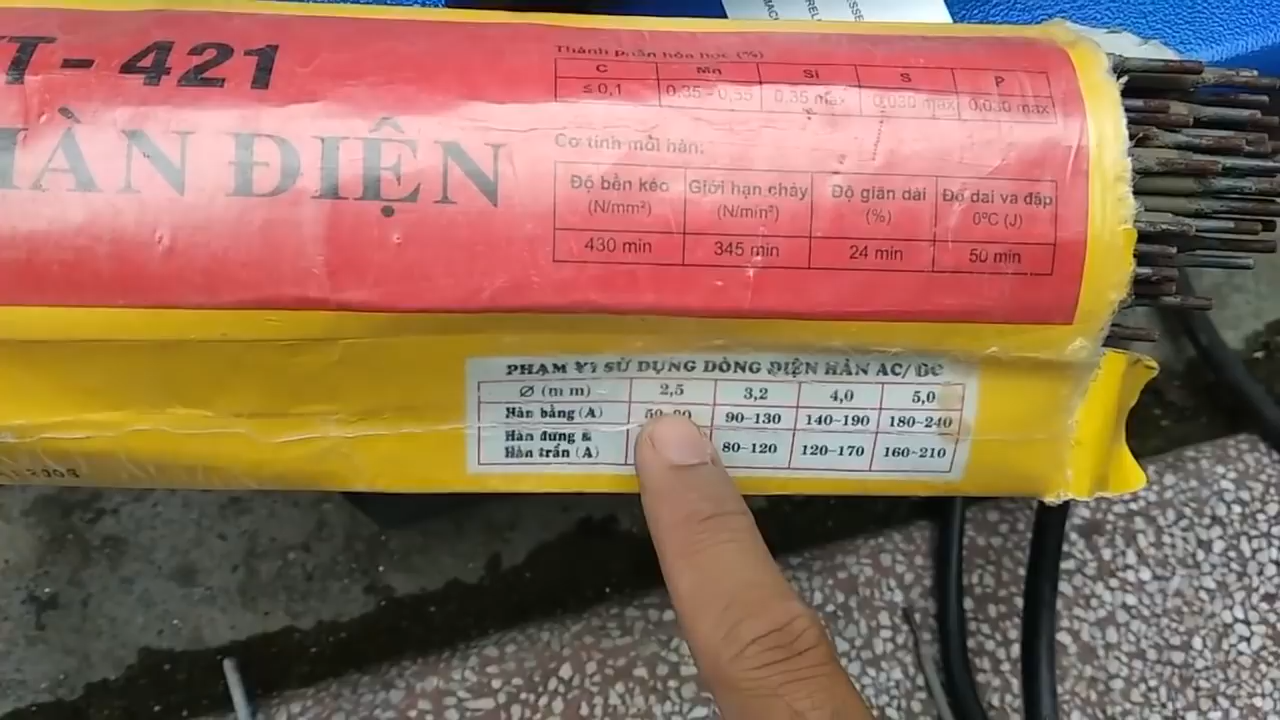 T - 421
HÀN ĐIỆN
Thành phần hóa học (%)
C Mn Si S P
≤ 0,1 0,35 - 0,55 0,35 max 0,030 max 0,030 max
Cơ tính mối hàn:
Độ bền kéo Giới hạn chảy Độ giãn dài Độ dai va đập
(N/mm²) (N/mm²) (%) 0ºC (J)
430 min 345 min 24 min 50 min
PHẠM VI SỬ DỤNG DÒNG ĐIỆN HÀN AC/DC
Ø (m m) 2,5 3,2 4,0 5,0
Hàn bằng (A) 90-130 140-190 180-240
Hàn đứng &
Hàn trần (A) 80-120 120-170 160-210